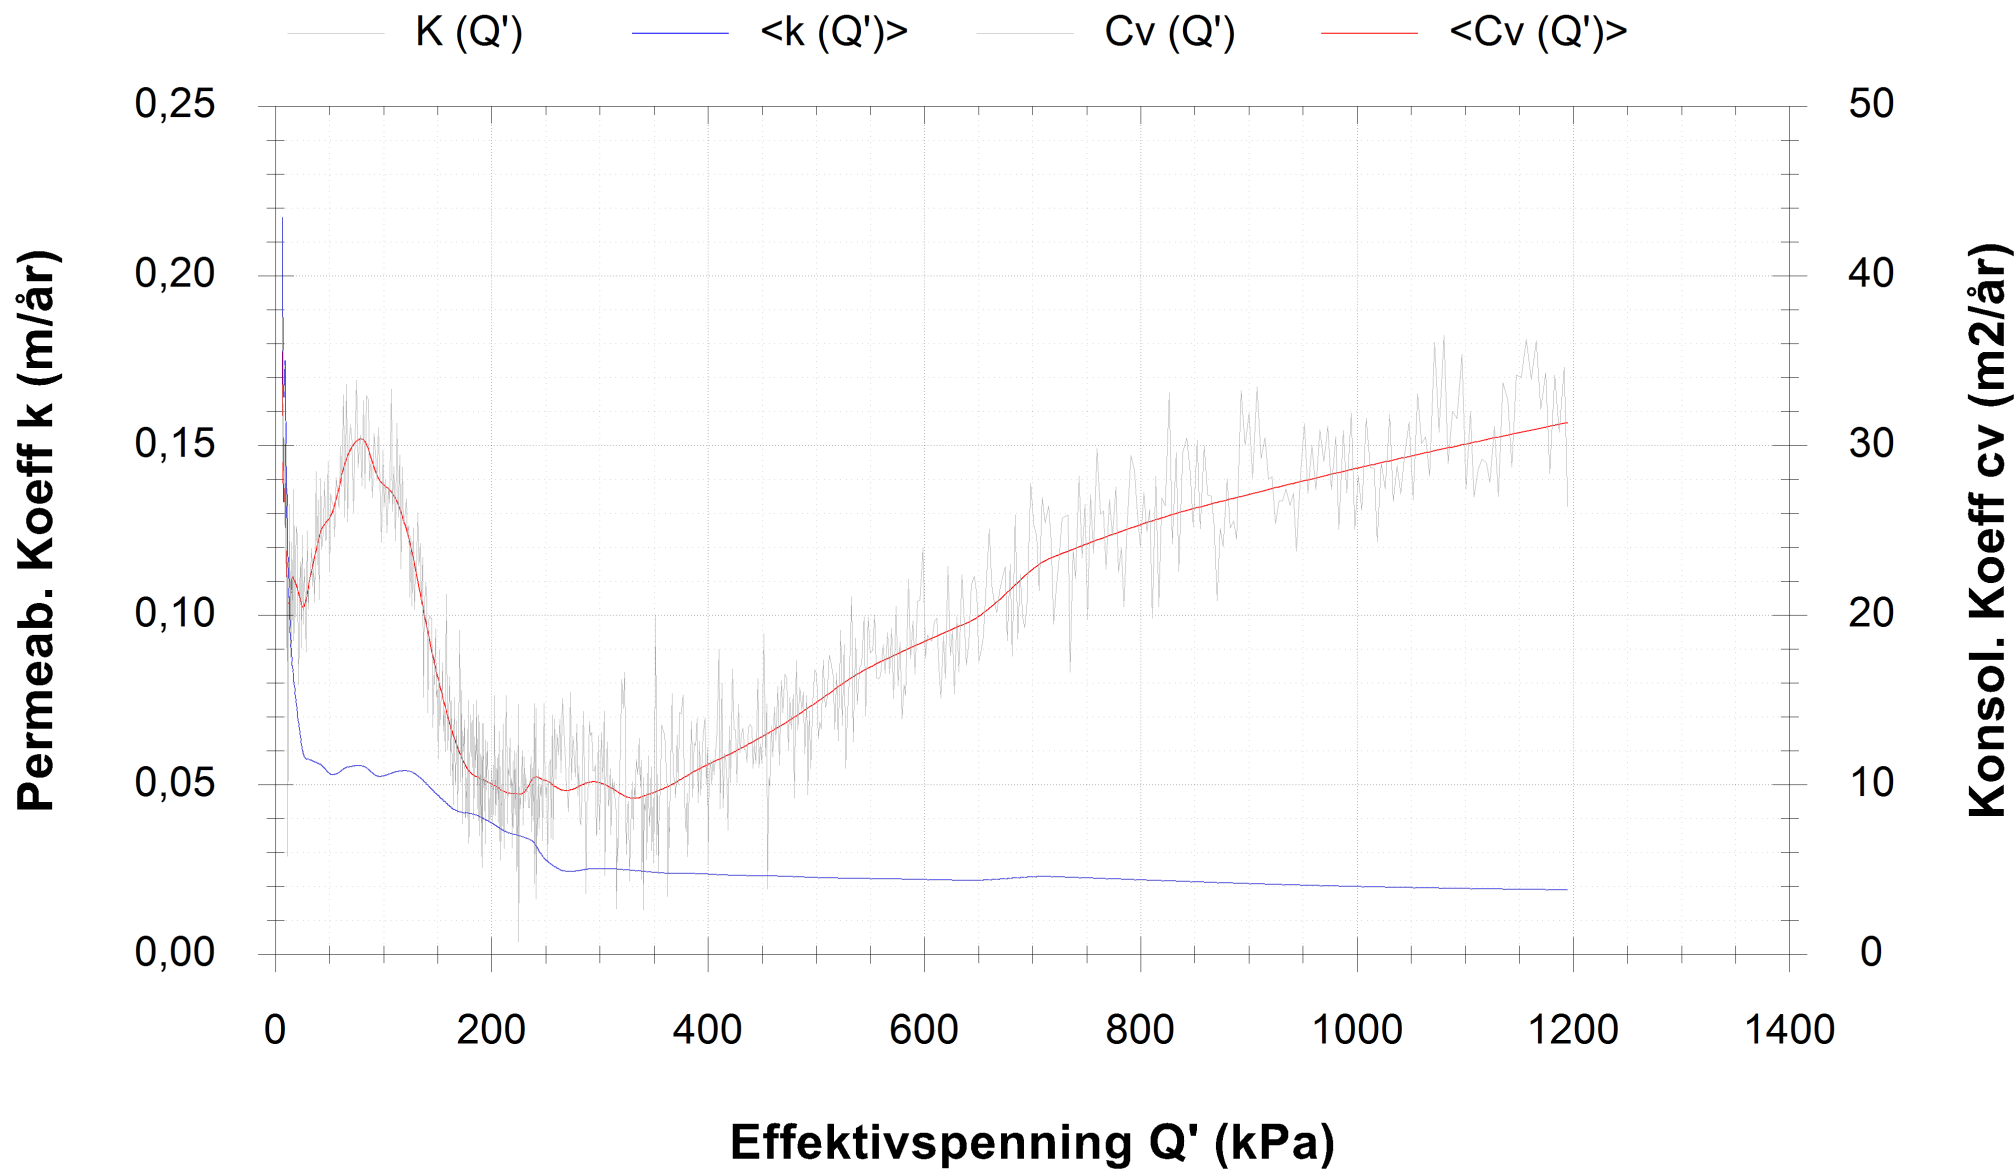 K (Q') <k (Q')> Cv (Q') <Cv (Q')>
0,25 50
0,20 40
0,15 30
0,10 20
0,05 10
0,00 0
Permeab. Koeff k (m/år)
Konsol. Koeff cv (m2/år)
0 200 400 600 800 1000 1200 1400
Effektivspenning Q' (kPa)